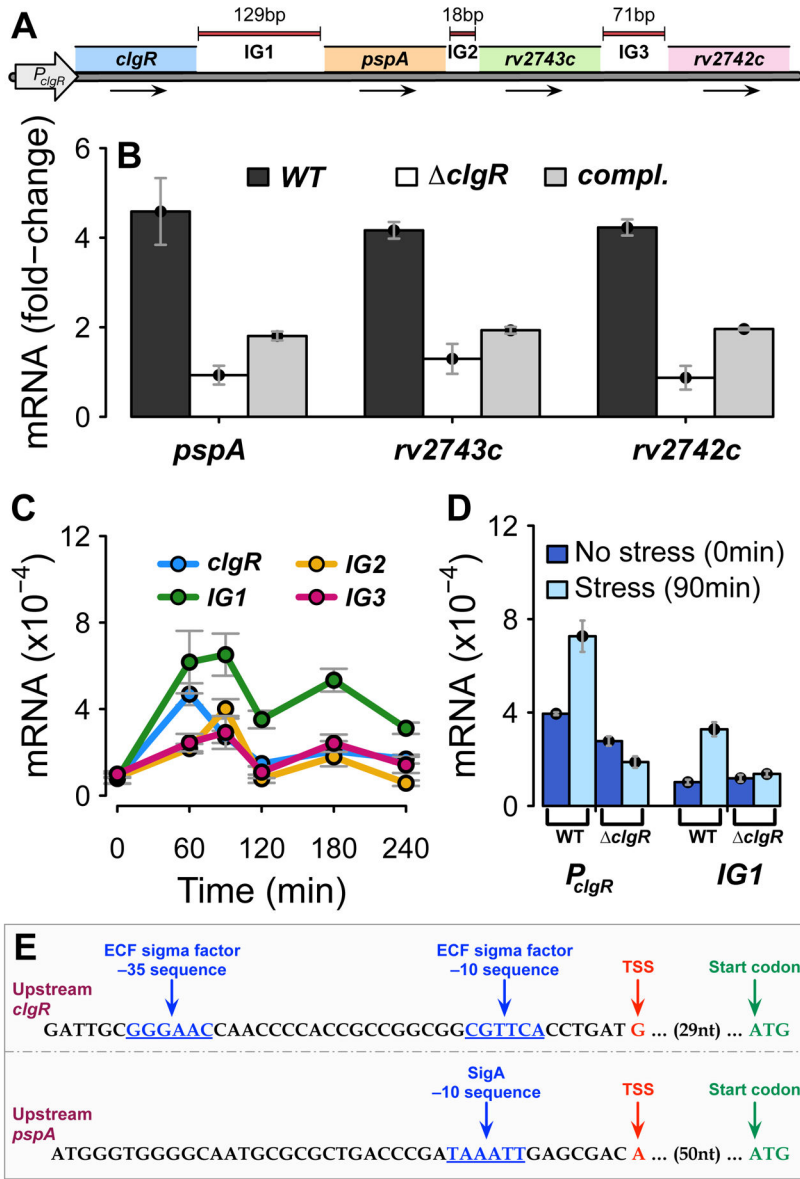 A
129bp 18bp 71bp
PclgR clgR IG1 pspA IG2 rv2743c IG3 rv2742c
B
WT ΔclgR compl.
mRNA (fold−change)
6
4
2
0
pspA rv2743c rv2742c
C
clgR IG2
IG1 IG3
mRNA (x10−4)
12
8
4
0
0 60 120 180 240
Time (min)
D
No stress (0min)
Stress (90min)
mRNA (x10−4)
12
8
4
0
WT ΔclgR WT ΔclgR
PclgR IG1
E
ECF sigma factor
–35 sequence
ECF sigma factor
–10 sequence
TSS
Start codon
Upstream
clgR
GATTGCGGGAACCAACCCCACCGCCGGCGGCGTTCACCTGAT G ... (29nt) ... ATG
SigA
–10 sequence
TSS
Start codon
Upstream
pspA
ATGGGTGGGGCAATGCGCGCTGACCCGATAAATTGAGCGAC A ... (50nt) ... ATG